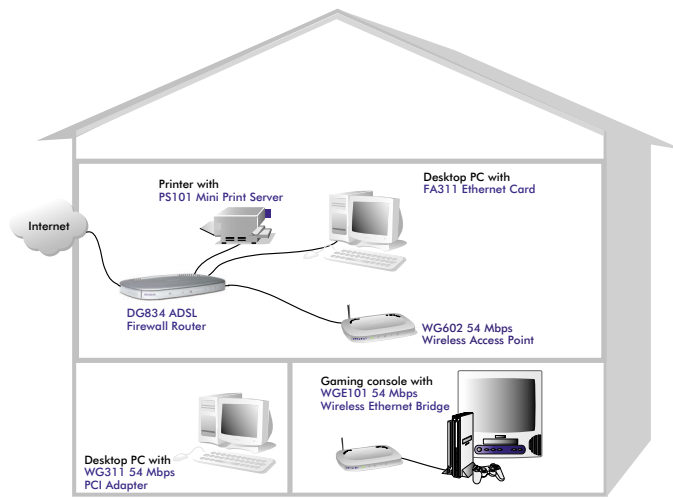 Printer with
PS101 Mini Print Server
Desktop PC with
FA311 Ethernet Card
Internet
DG834 ADSL
Firewall Router
WG602 54 Mbps
Wireless Access Point
Gaming console with
WGE101 54 Mbps
Wireless Ethernet Bridge
Desktop PC with
WG311 54 Mbps
PCI Adapter